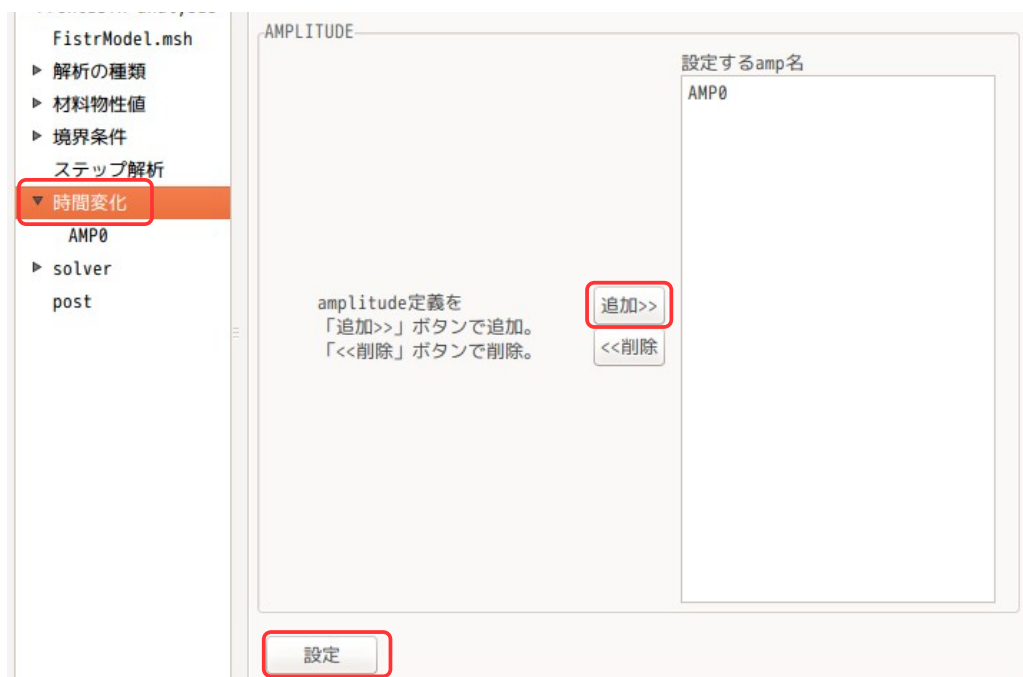 FistrModel.msh
解析の種類
材料物性値
境界条件
ステップ解析
時間変化
AMP0
solver
post
AMPLITUDE
設定するamp名
AMP0
amplitude定義を
「追加>>」ボタンで追加。
「<<削除」ボタンで削除。
追加>>
<<削除
設定